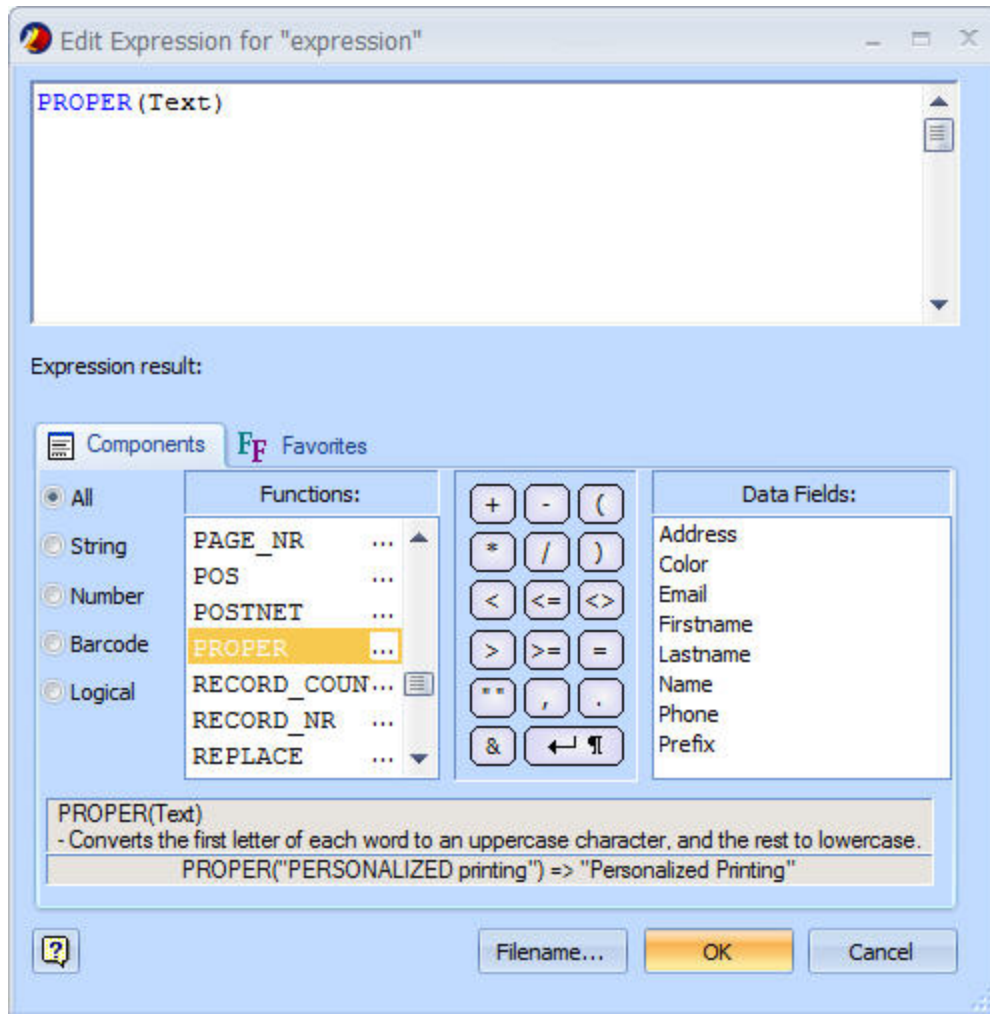 Edit Expression for "expression"
PROPER(Text)
Expression result:
Components
FF Favorites
All
String
Number
Barcode
Logical
Functions:
PAGE_NR ...
POS ...
POSTNET ...
PROPER ...
RECORD_COUN...
RECORD_NR ...
REPLACE ...
+ - (
* / )
< <= <>
> >= =
"" , .
& ↵ ¶
Data Fields:
Address
Color
Email
Firstname
Lastname
Name
Phone
Prefix
PROPER(Text)
- Converts the first letter of each word to an uppercase character, and the rest to lowercase.
PROPER("PERSONALIZED printing") => "Personalized Printing"
?
Filename...
OK
Cancel